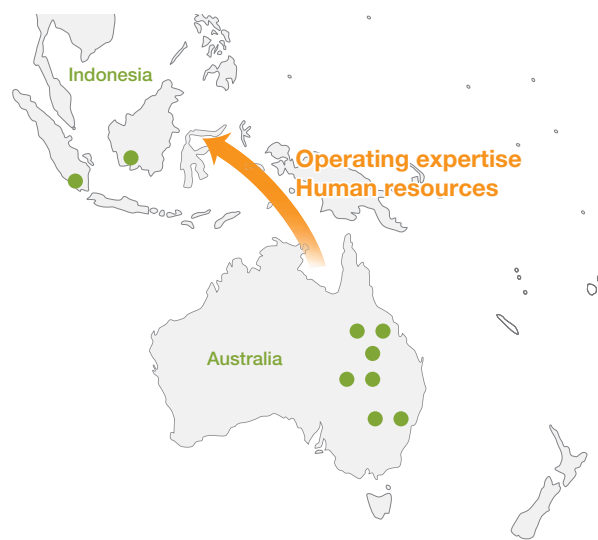 Indonesia
Operating expertise
Human resources
Australia